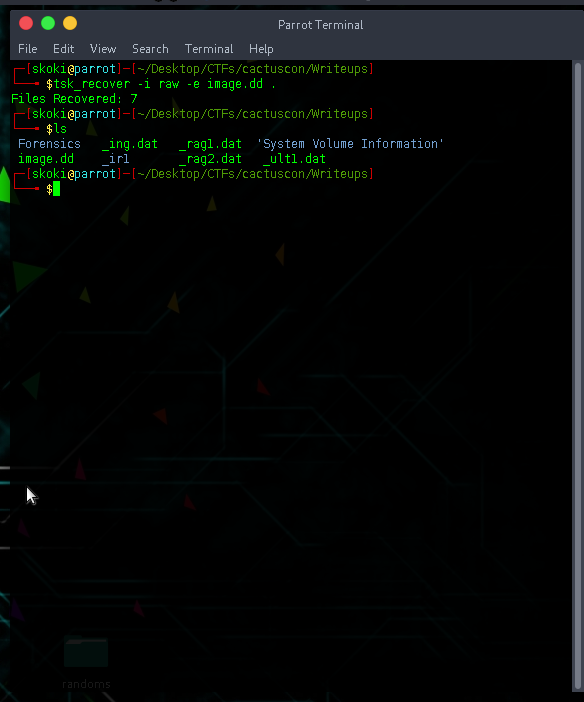 Parrot Terminal
File Edit View Search Terminal Help
┌─[skoki@parrot]─[~/Desktop/CTFs/cactuscon/Writeups]
└──╼ $tsk_recover -i raw -e image.dd .
Files Recovered: 7
┌─[skoki@parrot]─[~/Desktop/CTFs/cactuscon/Writeups]
└──╼ $ls
Forensics _ing.dat _rag1.dat 'System Volume Information'
image.dd _irl _rag2.dat _ult1.dat
┌─[skoki@parrot]─[~/Desktop/CTFs/cactuscon/Writeups]
└──╼ $
randoms